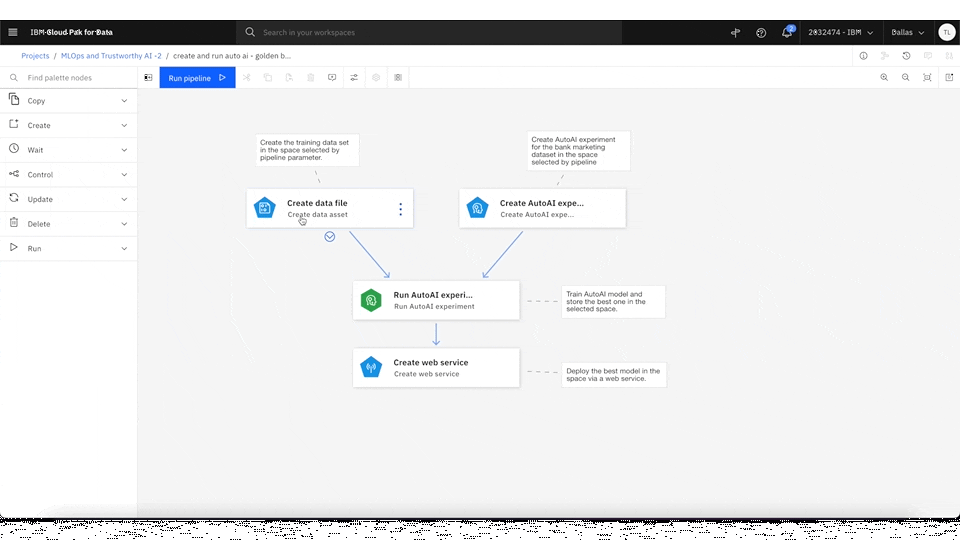 IBM Cloud Pak for Data
Search in your workspaces
2
2032474 - IBM
Dallas
TL
Projects / MLOps and Trustworthy AI -2 / create and run auto ai - golden b...
Find palette nodes
Run pipeline
Copy
Create
Wait
Control
Update
Delete
Run
Create the training data set
in the space selected by
pipeline parameter.
Create AutoAI experiment
for the bank marketing
dataset in the space
selected by pipeline
Create data file
Create data asset
Create AutoAI expe...
Create AutoAI expe...
Run AutoAI experi...
Run AutoAI experiment
Train AutoAI model and
store the best one in the
selected space.
Create web service
Create web service
Deploy the best model in the
space via a web service.